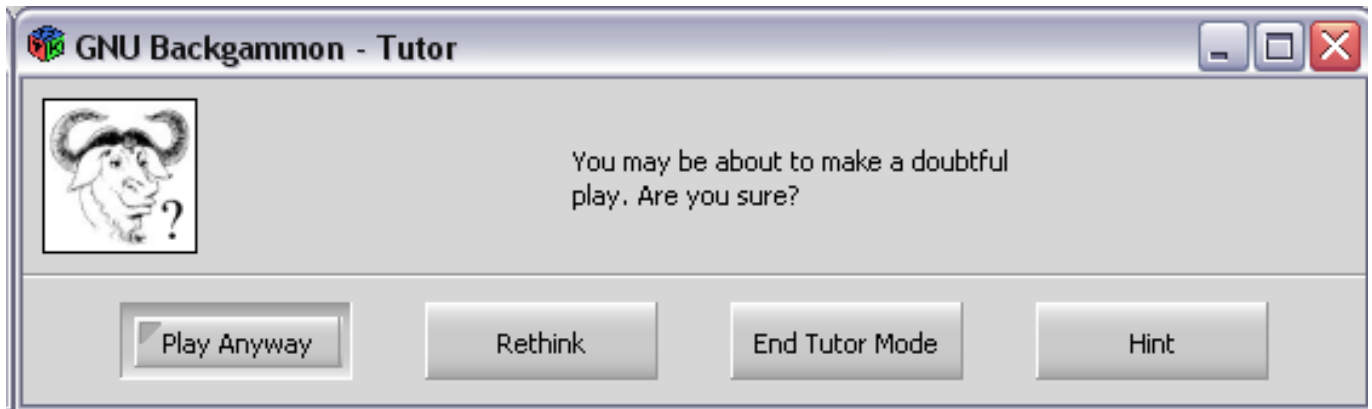 GNU Backgammon - Tutor
You may be about to make a doubtful
play. Are you sure?
?
Play Anyway
Rethink
End Tutor Mode
Hint